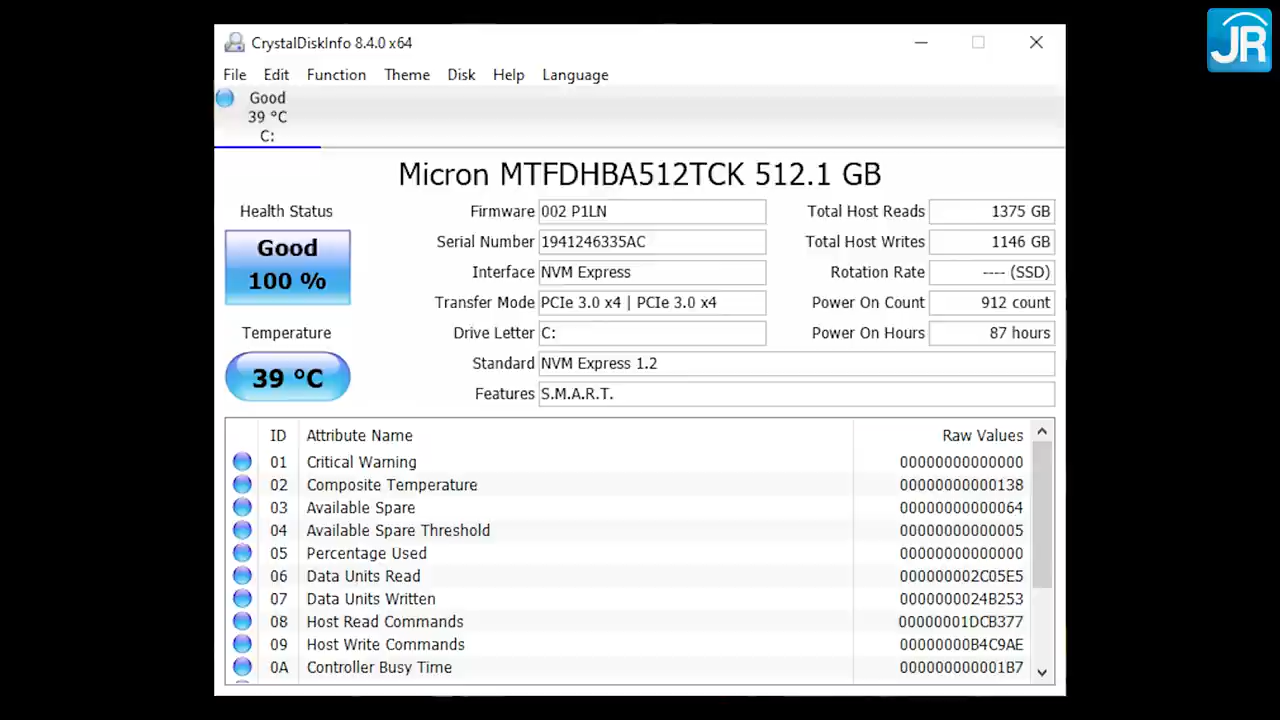 JR
CrystalDiskInfo 8.4.0 x64
File Edit Function Theme Disk Help Language
Good
39 °C
C:
Micron MTFDHBA512TCK 512.1 GB
Health Status
Good
100 %
Temperature
39 °C
Firmware 002 P1LN
Serial Number 1941246335AC
Interface NVM Express
Transfer Mode PCIe 3.0 x4 | PCIe 3.0 x4
Drive Letter C:
Standard NVM Express 1.2
Features S.M.A.R.T.
Total Host Reads 1375 GB
Total Host Writes 1146 GB
Rotation Rate ---- (SSD)
Power On Count 912 count
Power On Hours 87 hours
ID Attribute Name Raw Values
01 Critical Warning 00000000000000
02 Composite Temperature 00000000000138
03 Available Spare 00000000000064
04 Available Spare Threshold 00000000000005
05 Percentage Used 00000000000000
06 Data Units Read 000000002C05E5
07 Data Units Written 0000000024B253
08 Host Read Commands 00000001DCB377
09 Host Write Commands 00000000B4C9AE
0A Controller Busy Time 000000000001B7